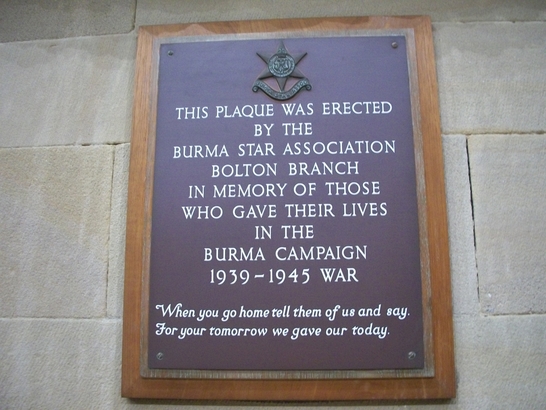 THIS PLAQUE WAS ERECTED
BY THE
BURMA STAR ASSOCIATION
BOLTON BRANCH
IN MEMORY OF THOSE
WHO GAVE THEIR LIVES
IN THE
BURMA CAMPAIGN
1939-1945 WAR
When you go home tell them of us and say.
For your tomorrow we gave our today.